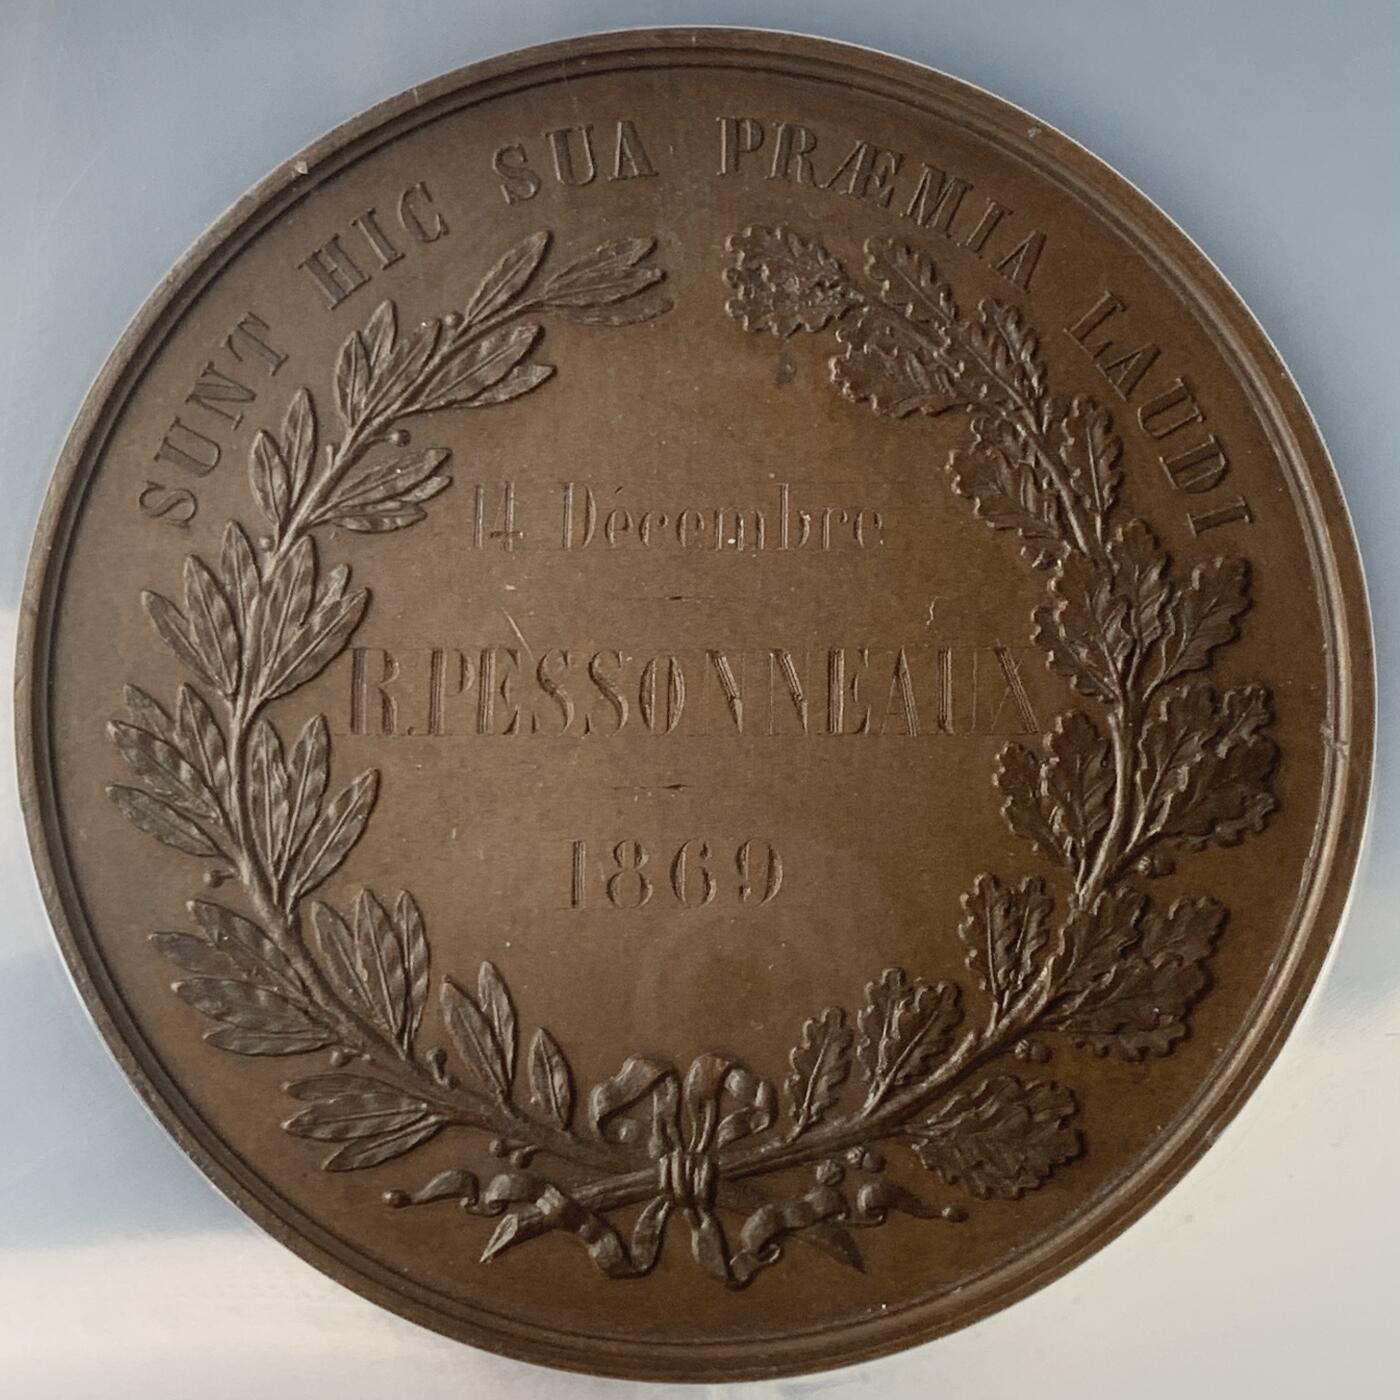 SUNT HIC SUA PRÆMIA LAUDI
14 Décembre
R. PESSONNEAUX
1869